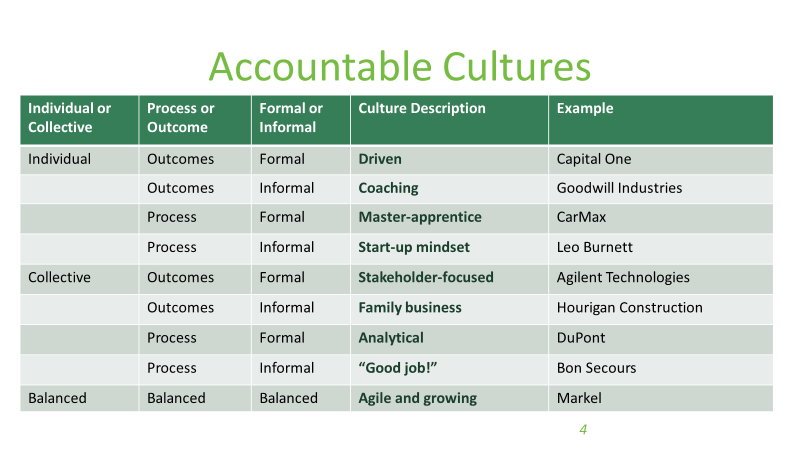 Accountable Cultures
Individual or Collective Process or Outcome Formal or Informal Culture Description Example
Individual Outcomes Formal Driven Capital One
Outcomes Informal Coaching Goodwill Industries
Process Formal Master-apprentice CarMax
Process Informal Start-up mindset Leo Burnett
Collective Outcomes Formal Stakeholder-focused Agilent Technologies
Outcomes Informal Family business Hourigan Construction
Process Formal Analytical DuPont
Process Informal “Good job!” Bon Secours
Balanced Balanced Balanced Agile and growing Markel
4